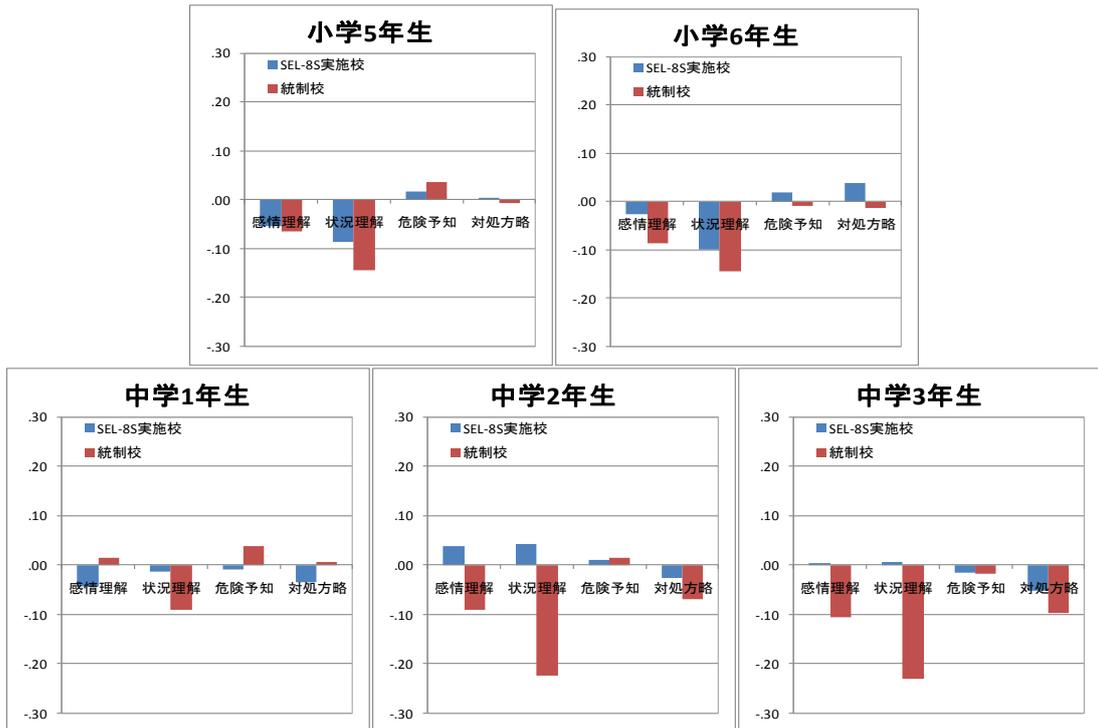 小学5年生
.30
SEL-8S実施校
統制校
.20
.10
.00
感情理解 状況理解 危険予知 対処方略
-.10
-.20
-.30
小学6年生
.30
SEL-8S実施校
統制校
.20
.10
.00
感情理解 状況理解 危険予知 対処方略
-.10
-.20
-.30
中学1年生
.30
SEL-8S実施校
統制校
.20
.10
.00
感情理解 状況理解 危険予知 対処方略
-.10
-.20
-.30
中学2年生
.30
SEL-8S実施校
統制校
.20
.10
.00
感情理解 状況理解 危険予知 対処方略
-.10
-.20
-.30
中学3年生
.30
SEL-8S実施校
統制校
.20
.10
.00
感情理解 状況理解 危険予知 対処方略
-.10
-.20
-.30